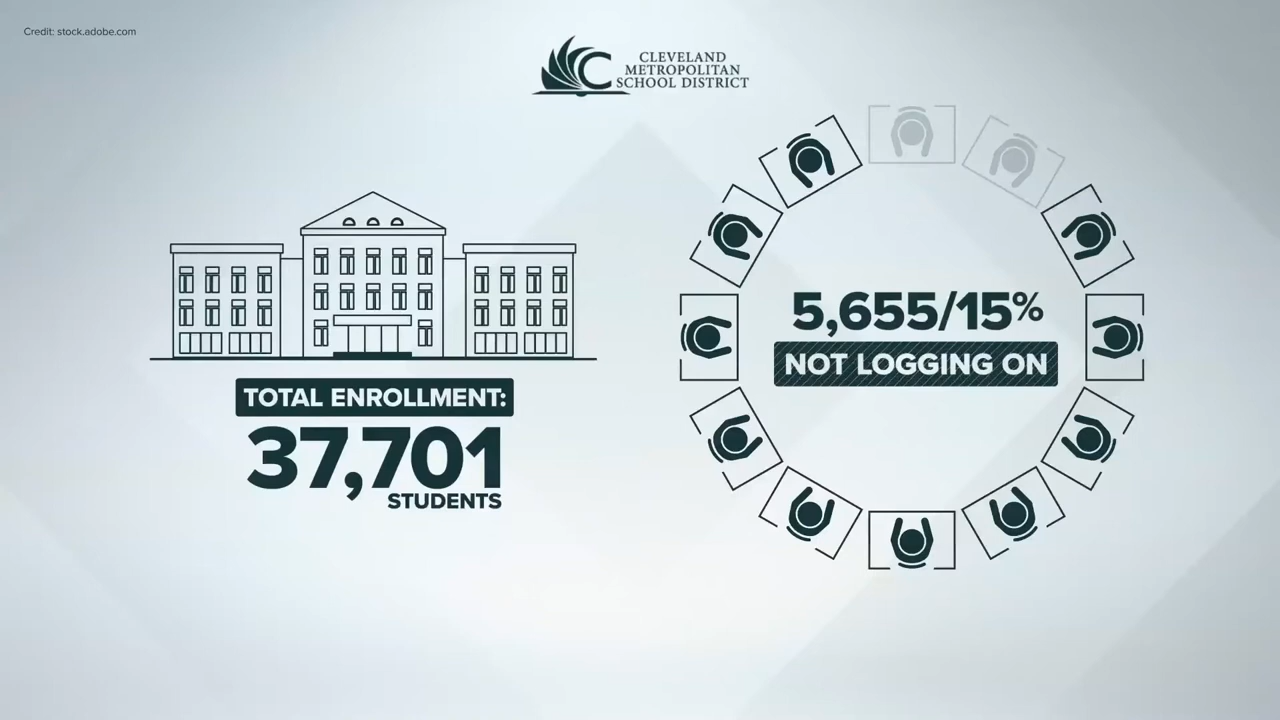 Credit: stock.adobe.com
CLEVELAND
METROPOLITAN
SCHOOL DISTRICT
TOTAL ENROLLMENT:
37,701
STUDENTS
5,655/15%
NOT LOGGING ON